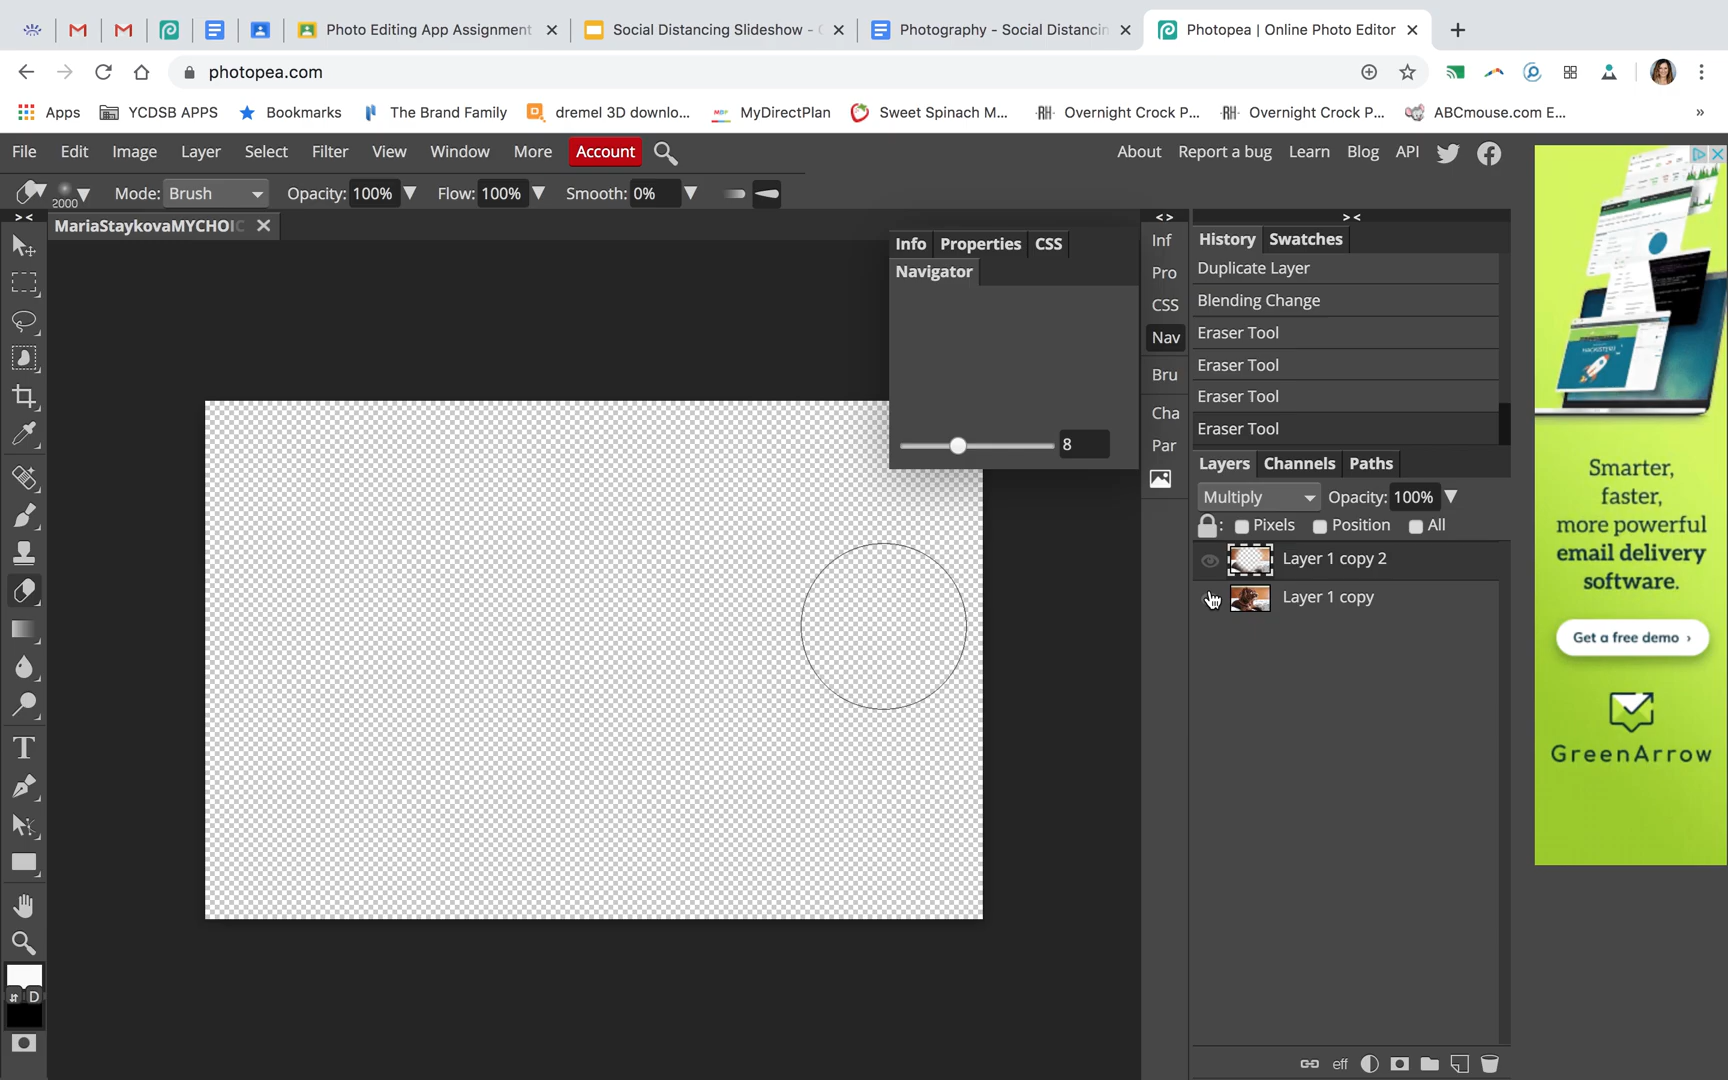 Photo Editing App Assignment
Social Distancing Slideshow -
Photography - Social Distancin
Photopea | Online Photo Editor
photopea.com
Apps
YCDSB APPS
Bookmarks
The Brand Family
dremel 3D downlo...
MyDirectPlan
Sweet Spinach M...
Overnight Crock P...
Overnight Crock P...
ABCmouse.com E...
File Edit Image Layer Select Filter View Window More Account
About Report a bug Learn Blog API
2000
Mode: Brush
Opacity: 100%
Flow: 100%
Smooth: 0%
MariaStaykovaMYCHOIC
Info Properties CSS
Navigator
8
Inf
Pro
CSS
Nav
Bru
Cha
Par
History Swatches
Duplicate Layer
Blending Change
Eraser Tool
Eraser Tool
Eraser Tool
Eraser Tool
Layers Channels Paths
Multiply Opacity: 100%
: Pixels Position All
Layer 1 copy 2
Layer 1 copy
eff
T
D
Smarter,
faster,
more powerful
email delivery
software.
Get a free demo ›
GreenArrow